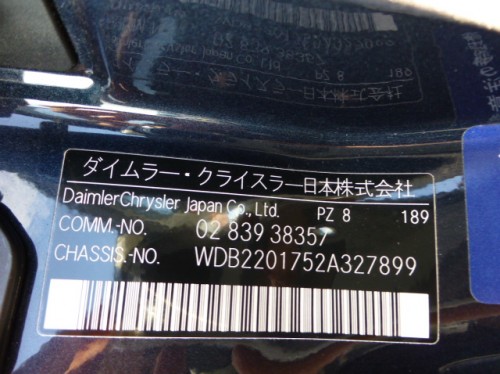 ダイムラー・クライスラー日本株式会社
DaimlerChrysler Japan Co., Ltd. PZ 8 189
COMM.-NO. 02 839 38357
CHASSIS.-NO. WDB2201752A327899